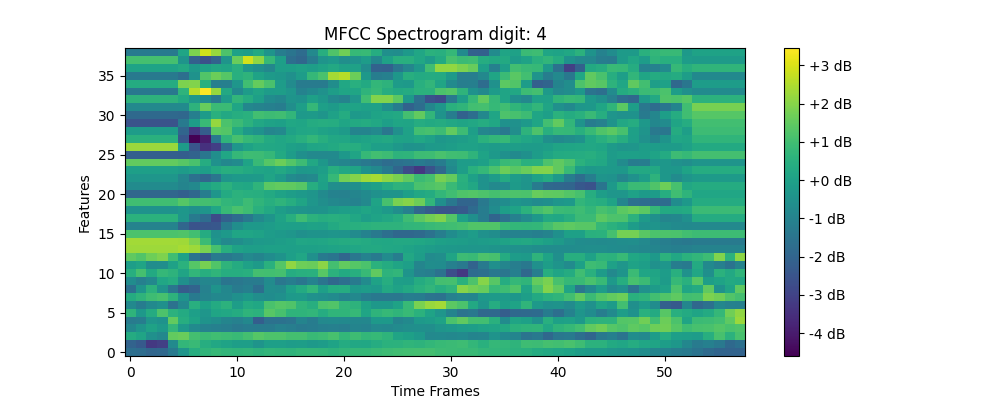 MFCC Spectrogram digit: 4
Features
35
30
25
20
15
10
5
0
0 10 20 30 40 50
Time Frames
+3 dB
+2 dB
+1 dB
+0 dB
-1 dB
-2 dB
-3 dB
-4 dB